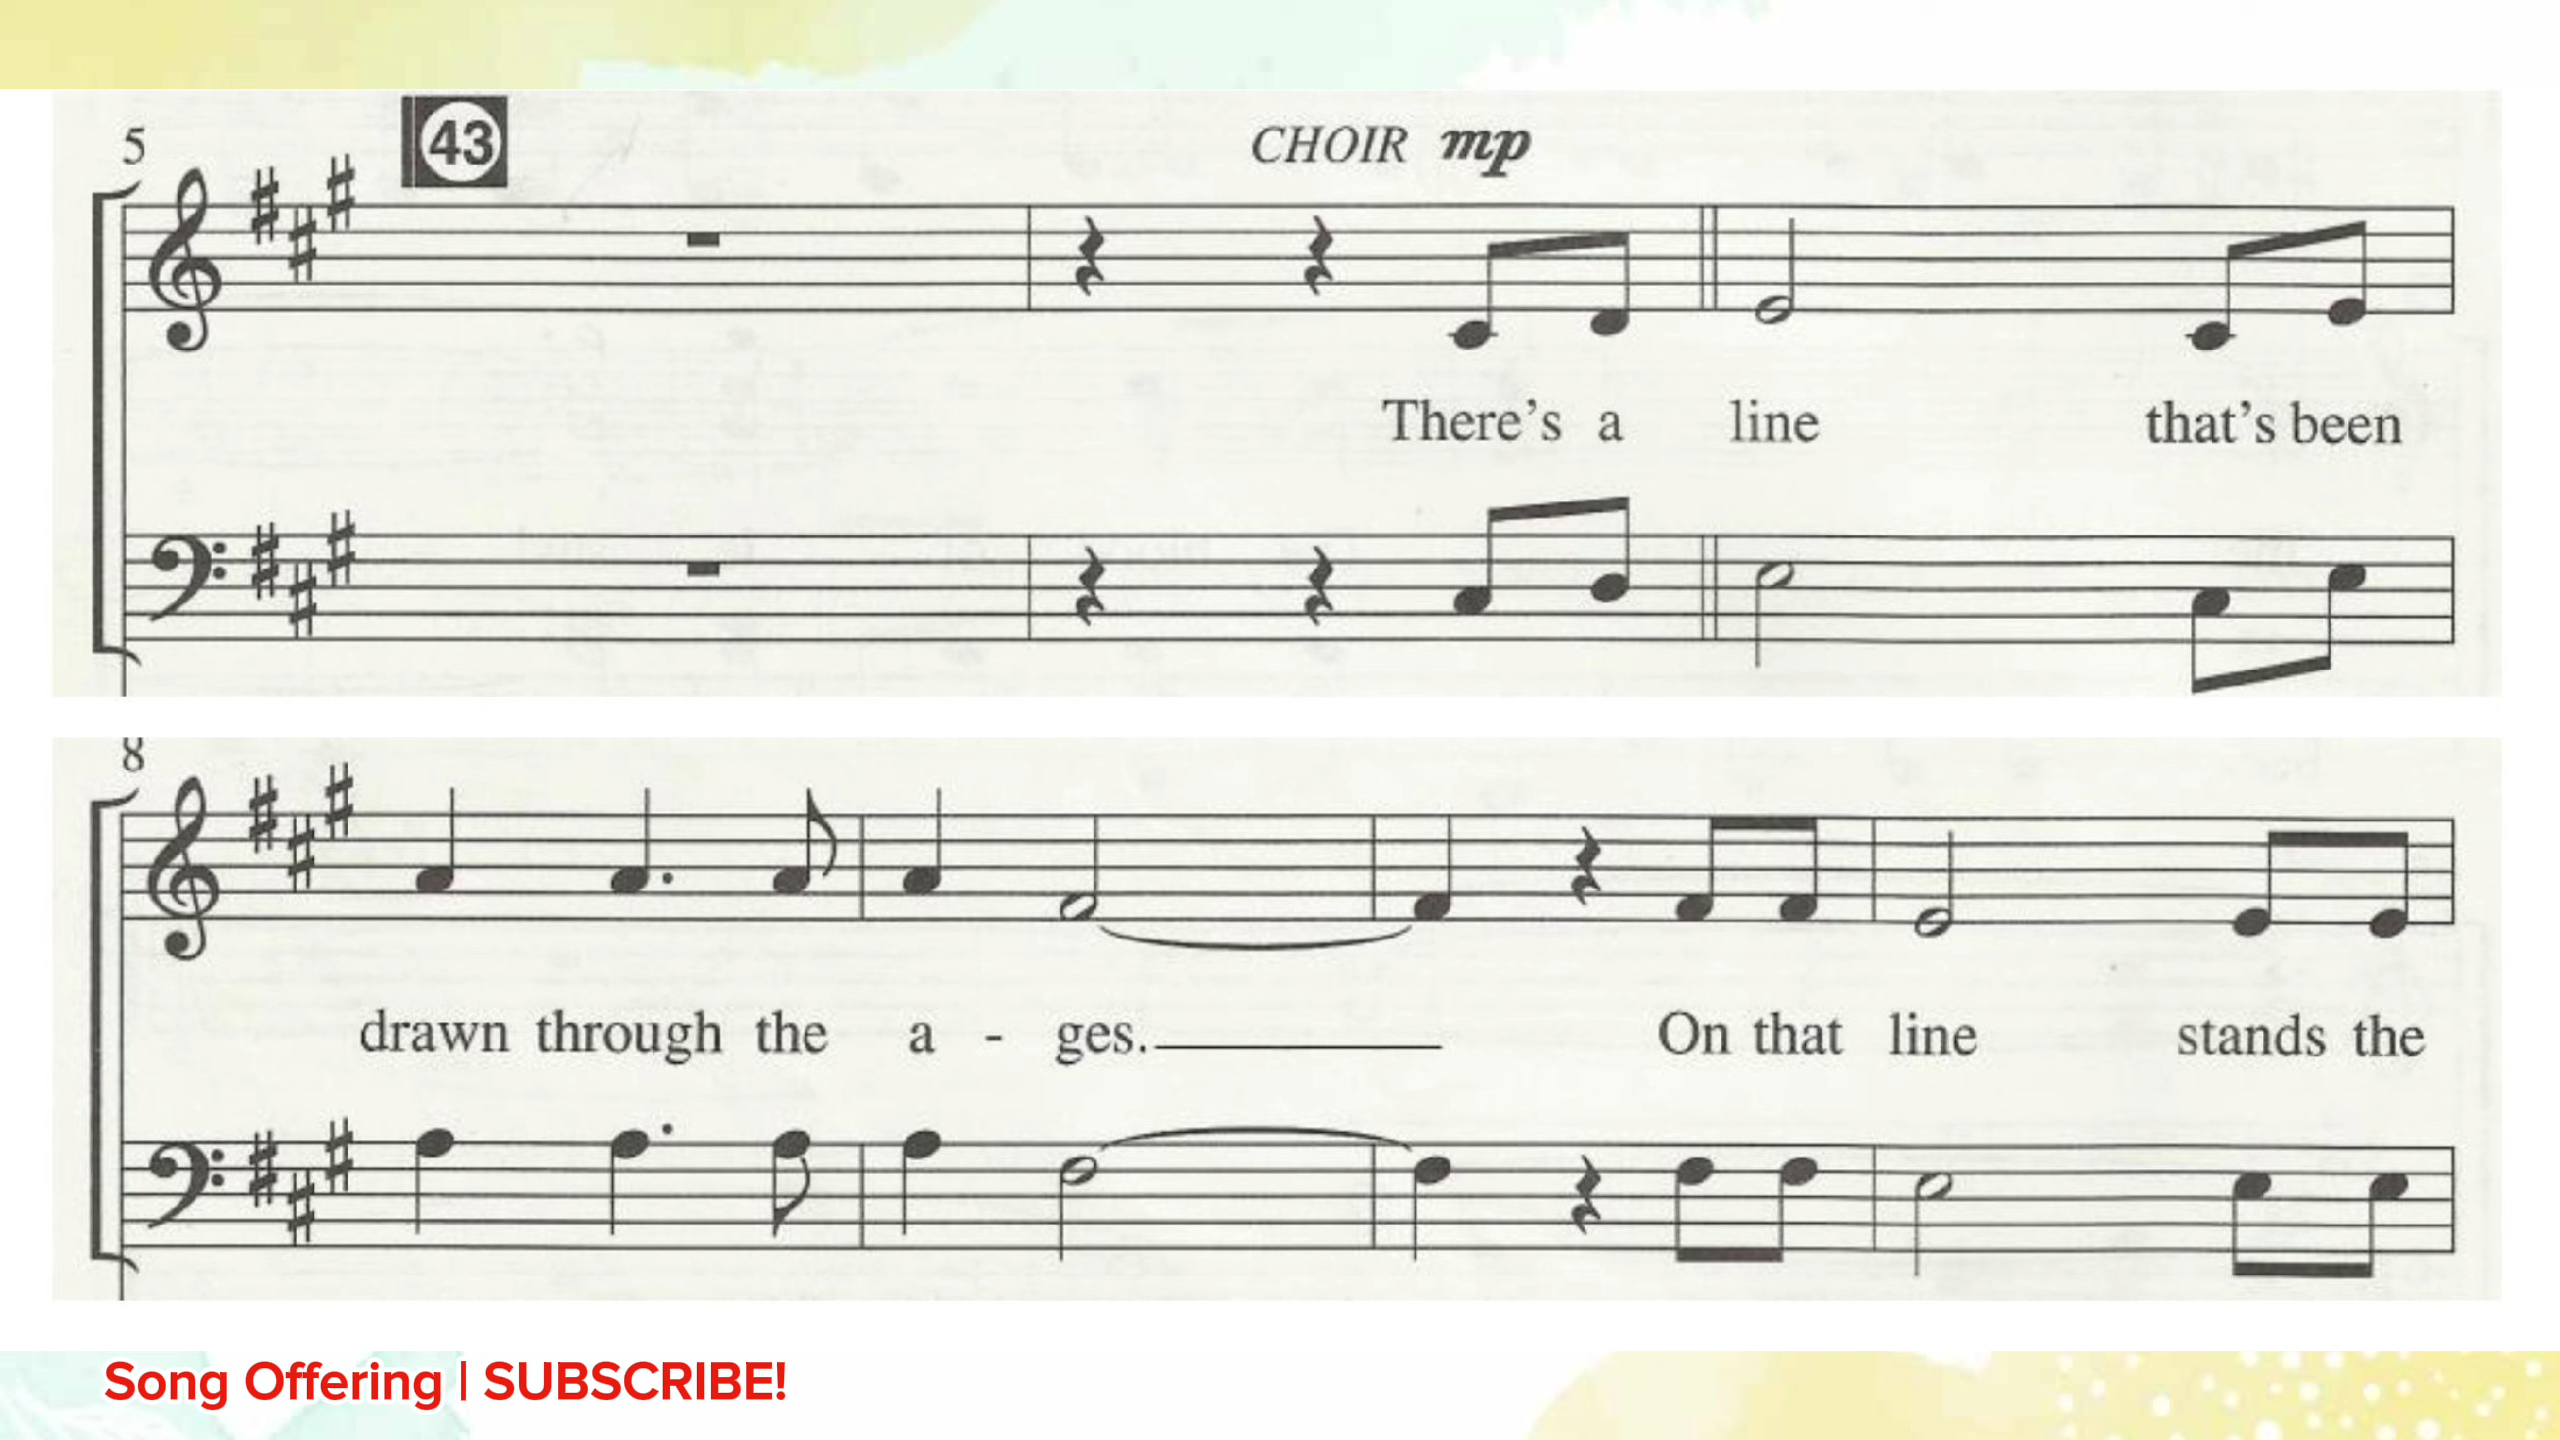 5
43
CHOIR mp
There's a line that's been
8
drawn through the a - ges. On that line stands the
Song Offering | SUBSCRIBE!